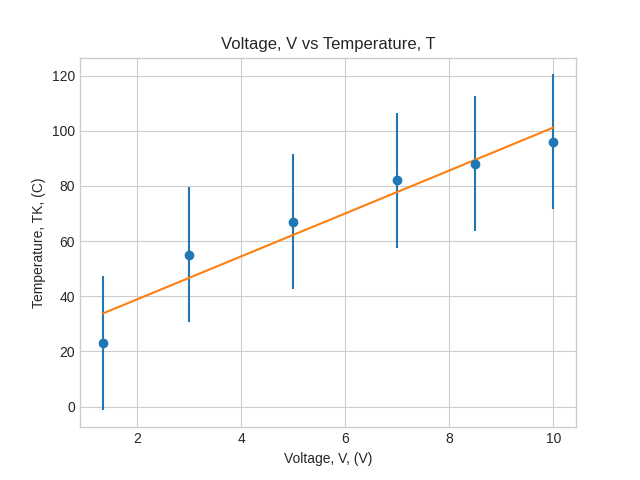 Voltage, V vs Temperature, T
120
100
80
60
40
20
0
Temperature, TK, (C)
2 4 6 8 10
Voltage, V, (V)